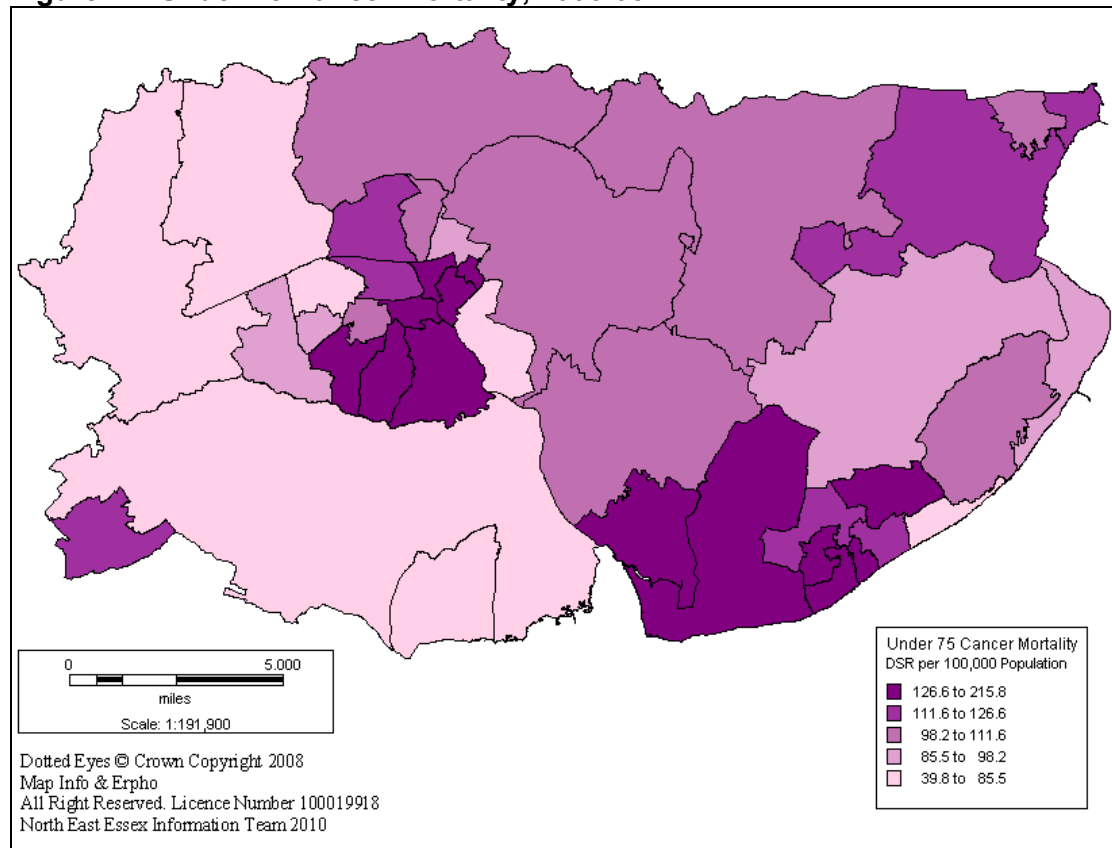 0 5.000
miles
Scale: 1:191,900
Dotted Eyes © Crown Copyright 2008
Map Info & Erpho
All Right Reserved. Licence Number 100019918
North East Essex Information Team 2010
Under 75 Cancer Mortality
DSR per 100,000 Population
126.6 to 215.8
111.6 to 126.6
98.2 to 111.6
85.5 to 98.2
39.8 to 85.5